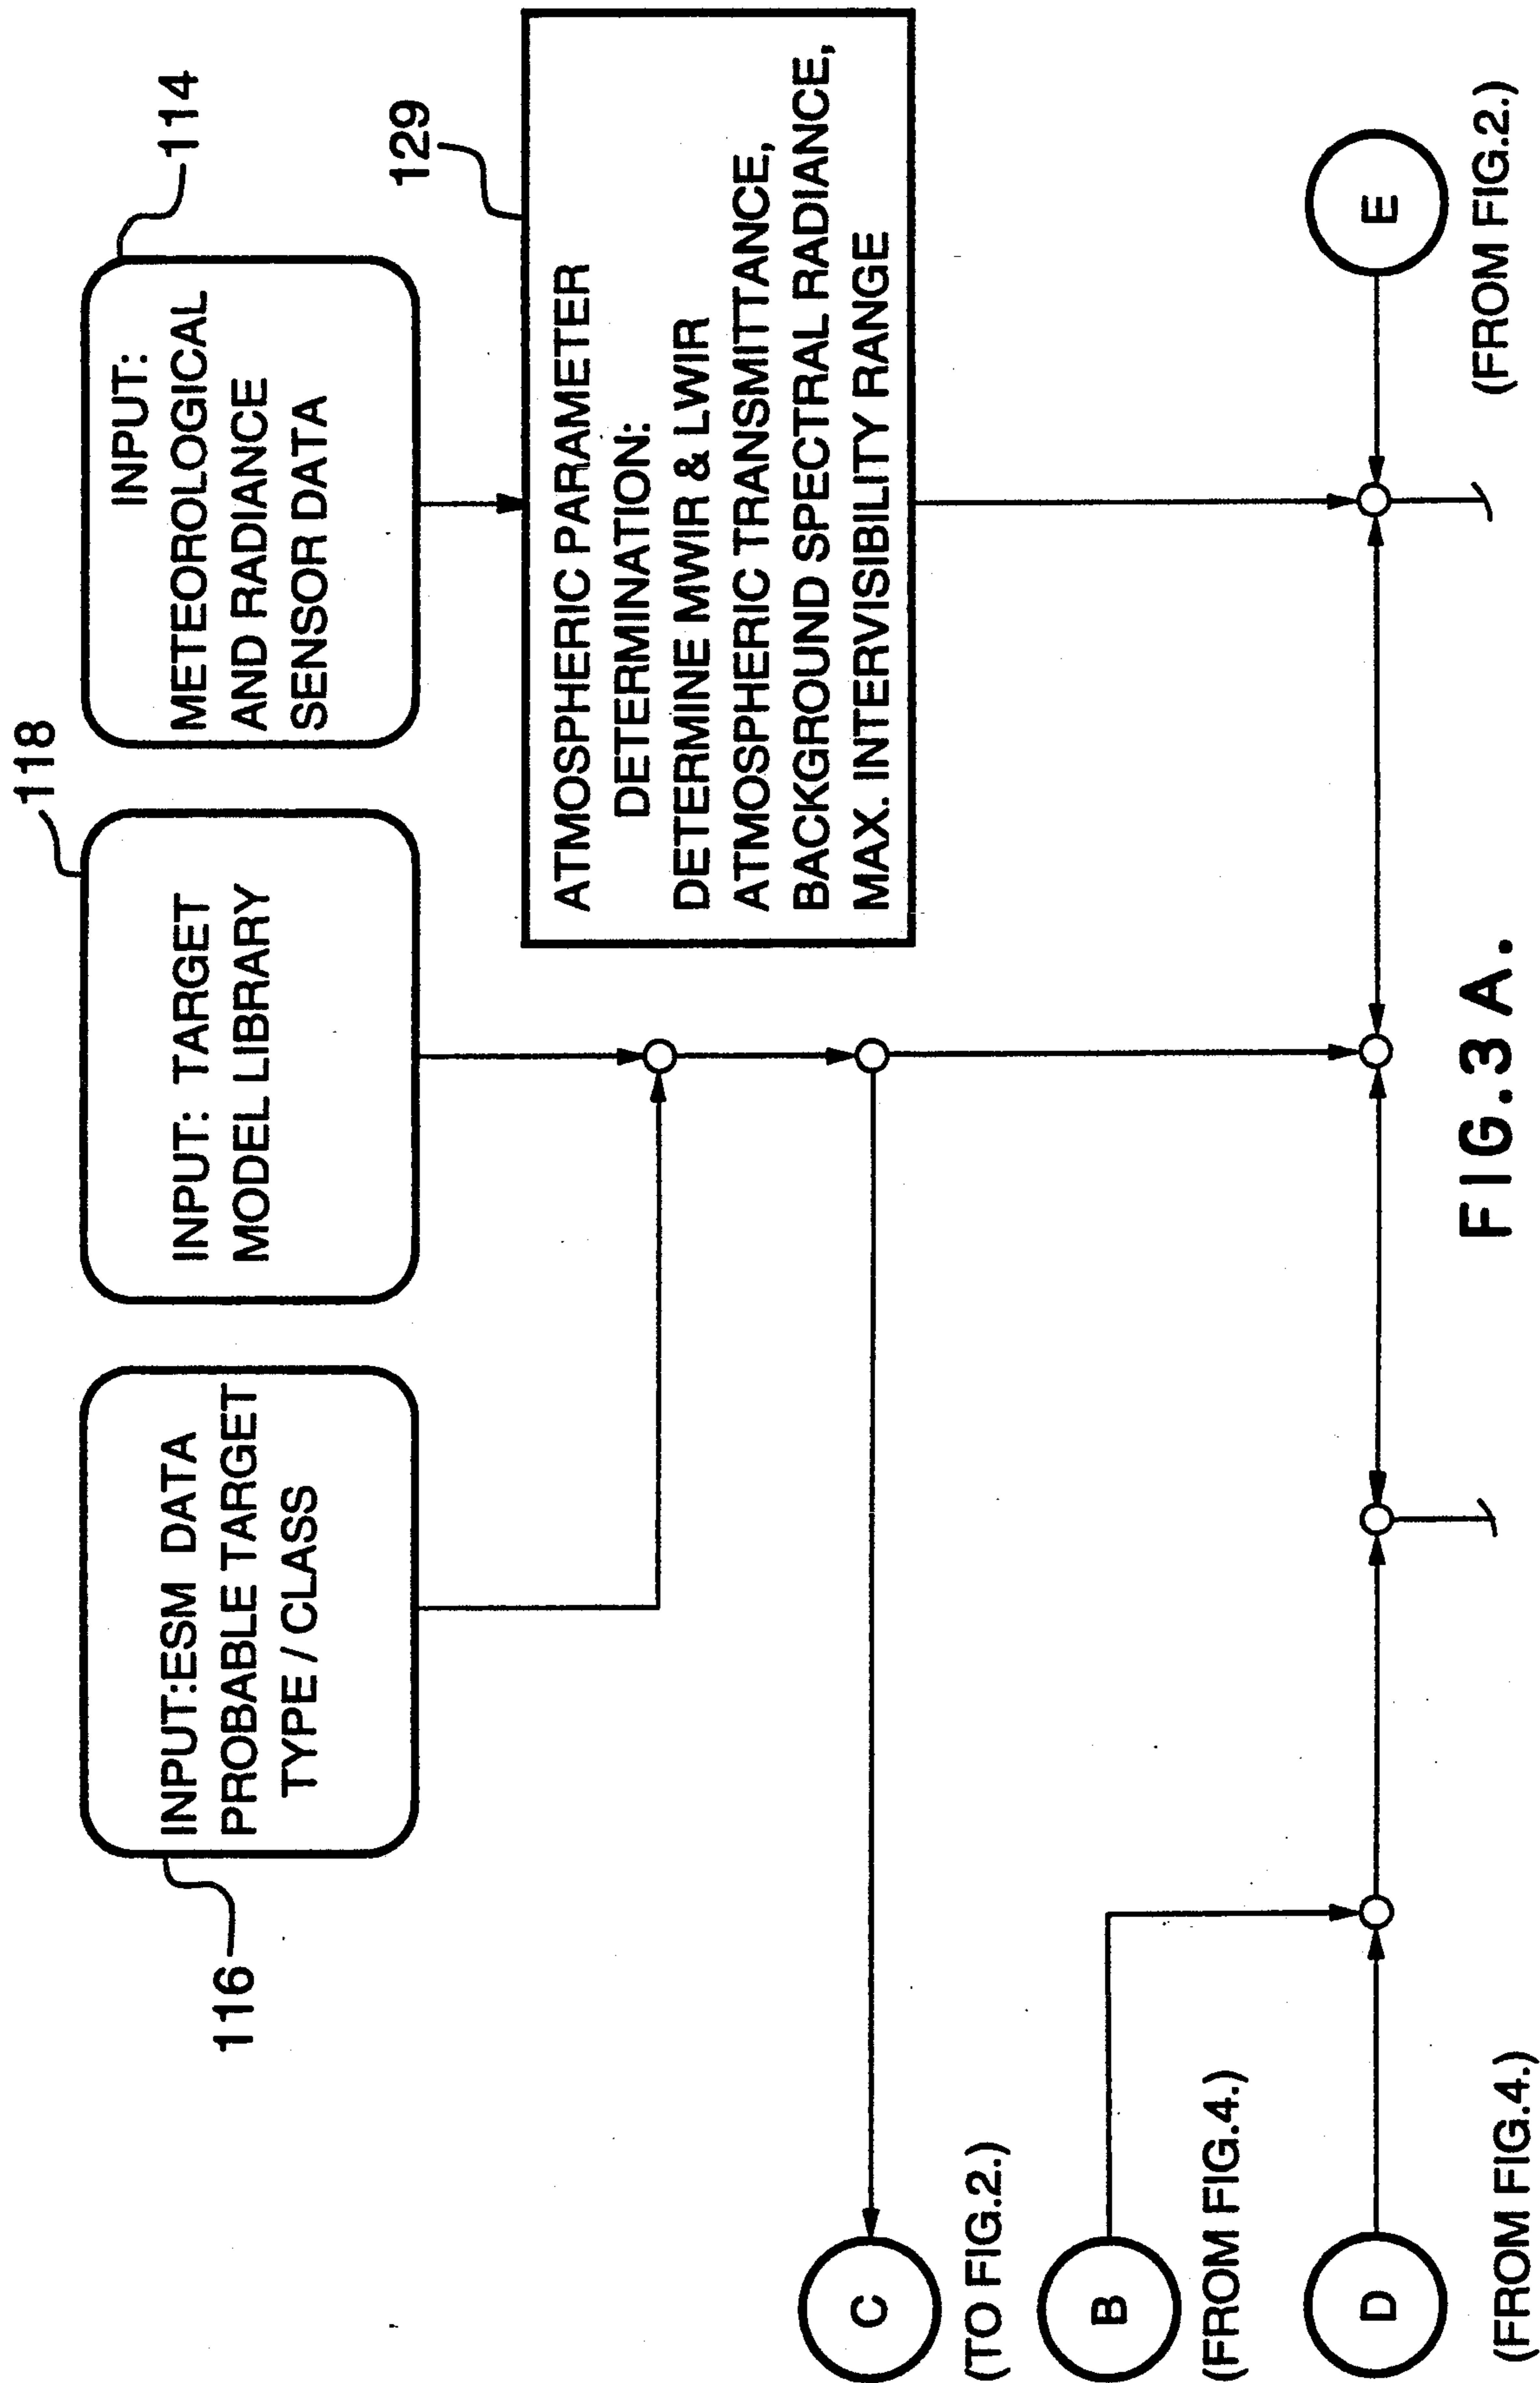 116
INPUT:ESM DATA
PROBABLE TARGET
TYPE / CLASS
118
INPUT: TARGET
MODEL LIBRARY
114
INPUT:
METEOROLOGICAL
AND RADIANCE
SENSOR DATA
129
ATMOSPHERIC PARAMETER
DETERMINATION:
DETERMINE MWIR & LWIR
ATMOSPHERIC TRANSMITTANCE,
BACKGROUND SPECTRAL RADIANCE,
MAX. INTERVISIBILITY RANGE
C
(TO FIG.2.)
B
(FROM FIG.4.)
D
(FROM FIG.4.)
E
(FROM FIG.2.)
FIG.3A.